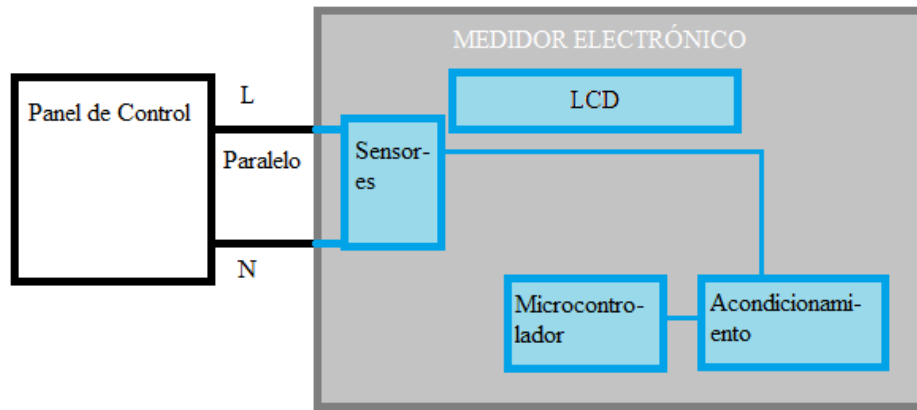 MEDIDOR ELECTRÓNICO
LCD
Panel de Control
L
Paralelo
N
Sensor-
es
Microcontro-
lador
Acondicionami-
ento